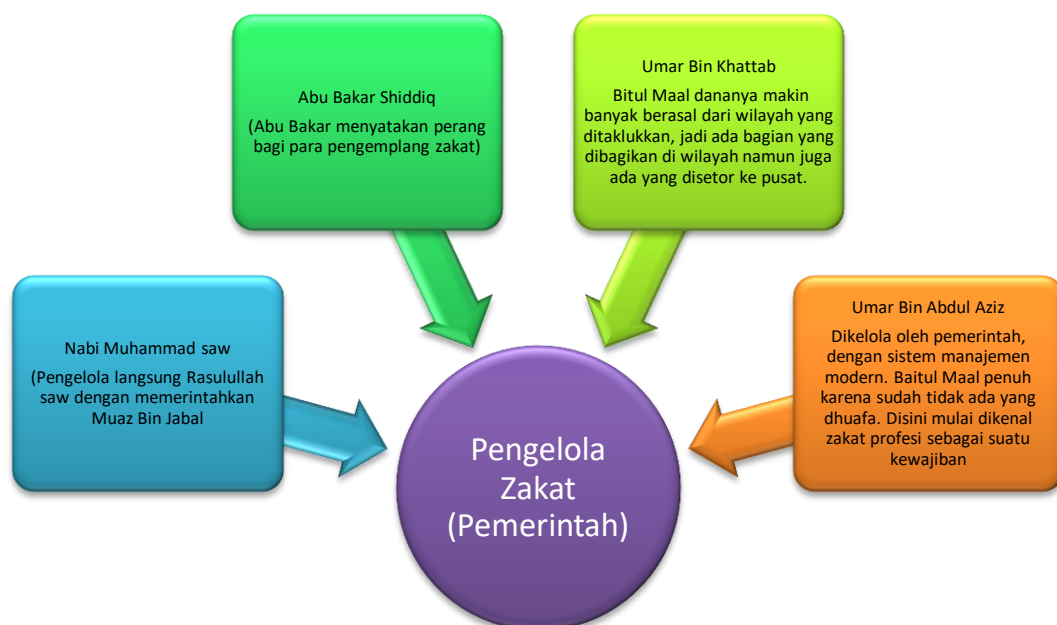 Abu Bakar Shiddiq
(Abu Bakar menyatakan perang
bagi para pengemplang zakat)
Umar Bin Khattab
Bitul Maal dananya makin
banyak berasal dari wilayah yang
ditaklukkan, jadi ada bagian yang
dibagikan di wilayah namun juga
ada yang disetor ke pusat.
Nabi Muhammad saw
(Pengelola langsung Rasulullah
saw dengan memerintahkan
Muaz Bin Jabal
Umar Bin Abdul Aziz
Dikelola oleh pemerintah,
dengan sistem manajemen
modern. Baitul Maal penuh
karena sudah tidak ada yang
dhuafa. Disini mulai dikenal
zakat profesi sebagai suatu
kewajiban
Pengelola
Zakat
(Pemerintah)